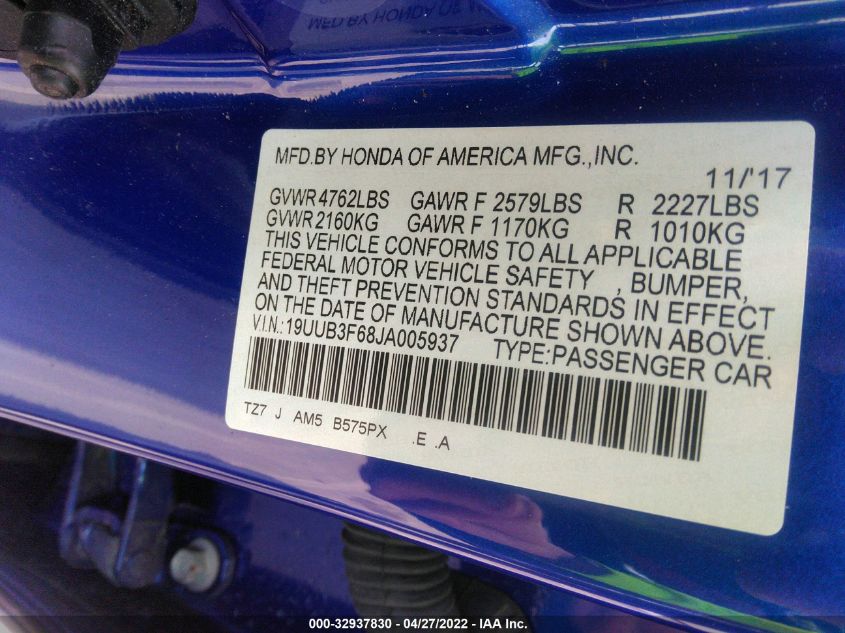 MFD.BY HONDA OF AMERICA MFG.,INC.
11/'17
GVWR 4762LBS GAWR F 2579LBS R 2227LBS
GVWR 2160KG GAWR F 1170KG R 1010KG
THIS VEHICLE CONFORMS TO ALL APPLICABLE
FEDERAL MOTOR VEHICLE SAFETY , BUMPER,
AND THEFT PREVENTION STANDARDS IN EFFECT
ON THE DATE OF MANUFACTURE SHOWN ABOVE.
V.I.N.:19UUB3F68JA005937 TYPE:PASSENGER CAR
TZ7 J AM5 B575PX .E .A
000-32937830 - 04/27/2022 - IAA Inc.